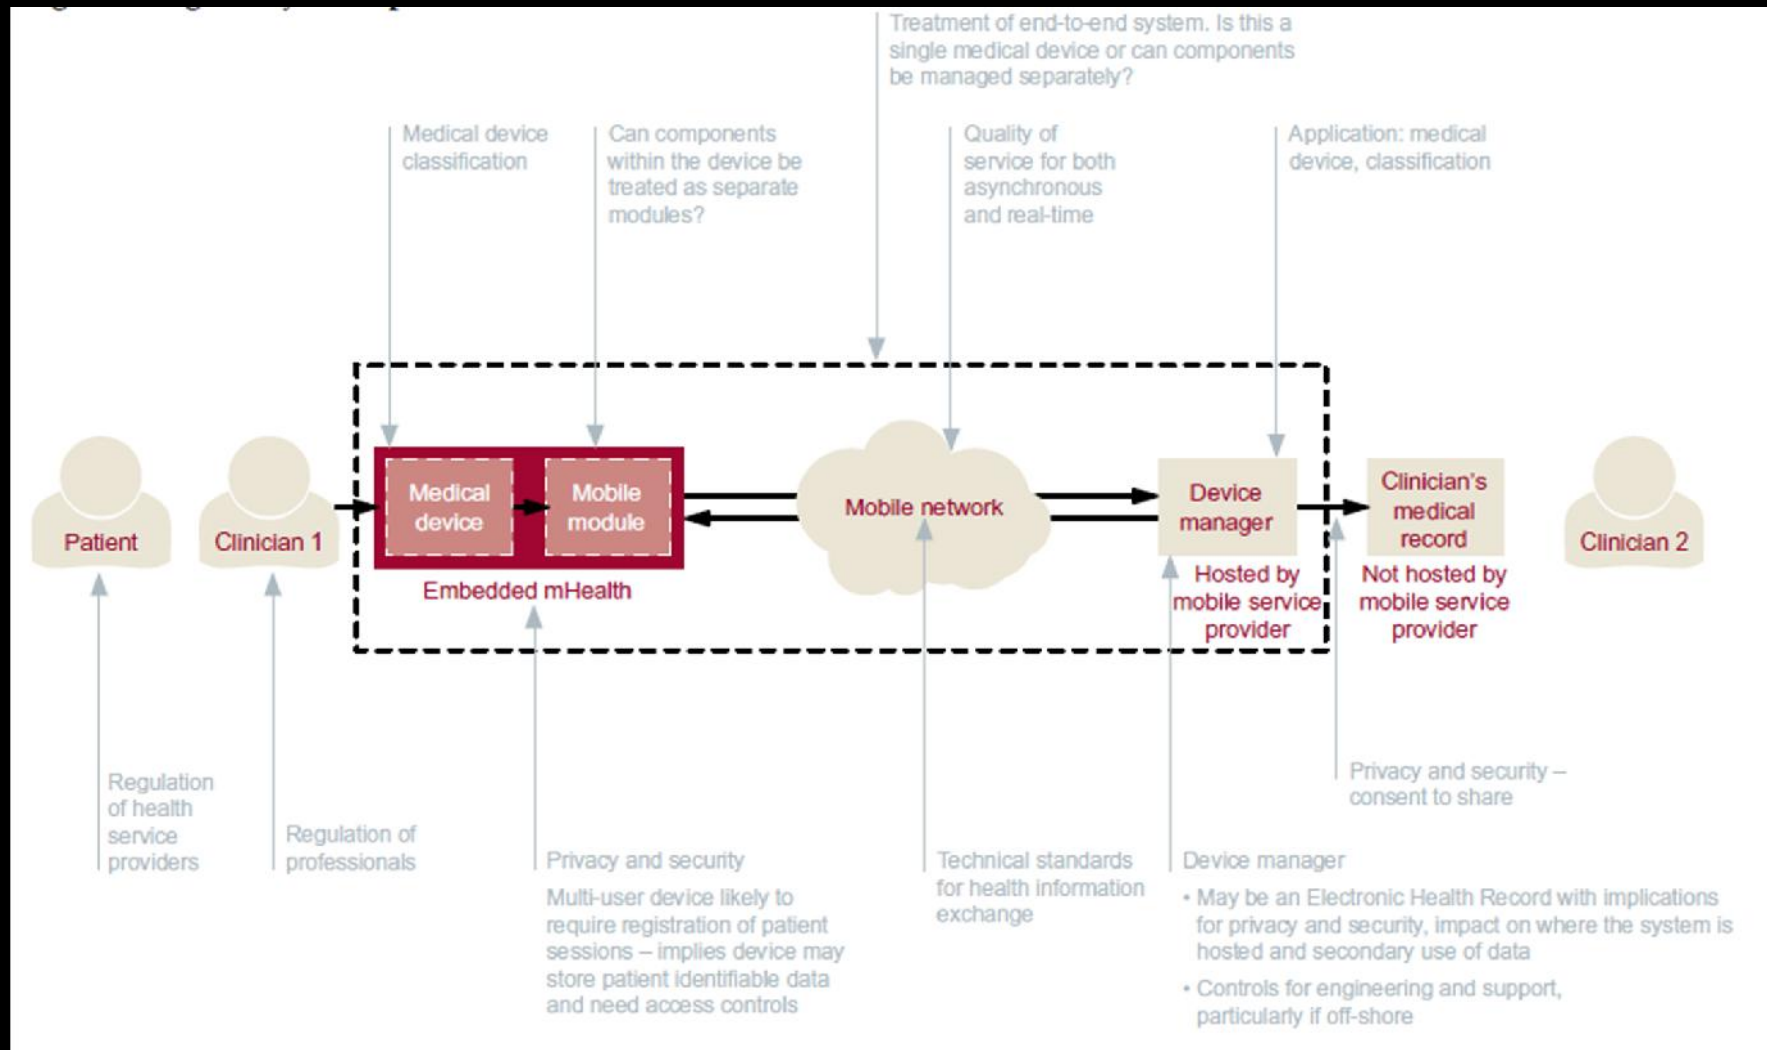 Treatment of end-to-end system. Is this a
single medical device or can components
be managed separately?
Medical device
classification
Can components
within the device be
treated as separate
modules?
Quality of
service for both
asynchronous
and real-time
Application: medical
device, classification
Patient
Clinician 1
Medical
device
Mobile
module
Embedded mHealth
Mobile network
Device
manager
Hosted by
mobile service
provider
Clinician's
medical
record
Not hosted by
mobile service
provider
Clinician 2
Regulation
of health
service
providers
Regulation of
professionals
Privacy and security
Multi-user device likely to
require registration of patient
sessions – implies device may
store patient identifiable data
and need access controls
Technical standards
for health information
exchange
Privacy and security –
consent to share
Device manager
• May be an Electronic Health Record with implications
for privacy and security, impact on where the system is
hosted and secondary use of data
• Controls for engineering and support,
particularly if off-shore